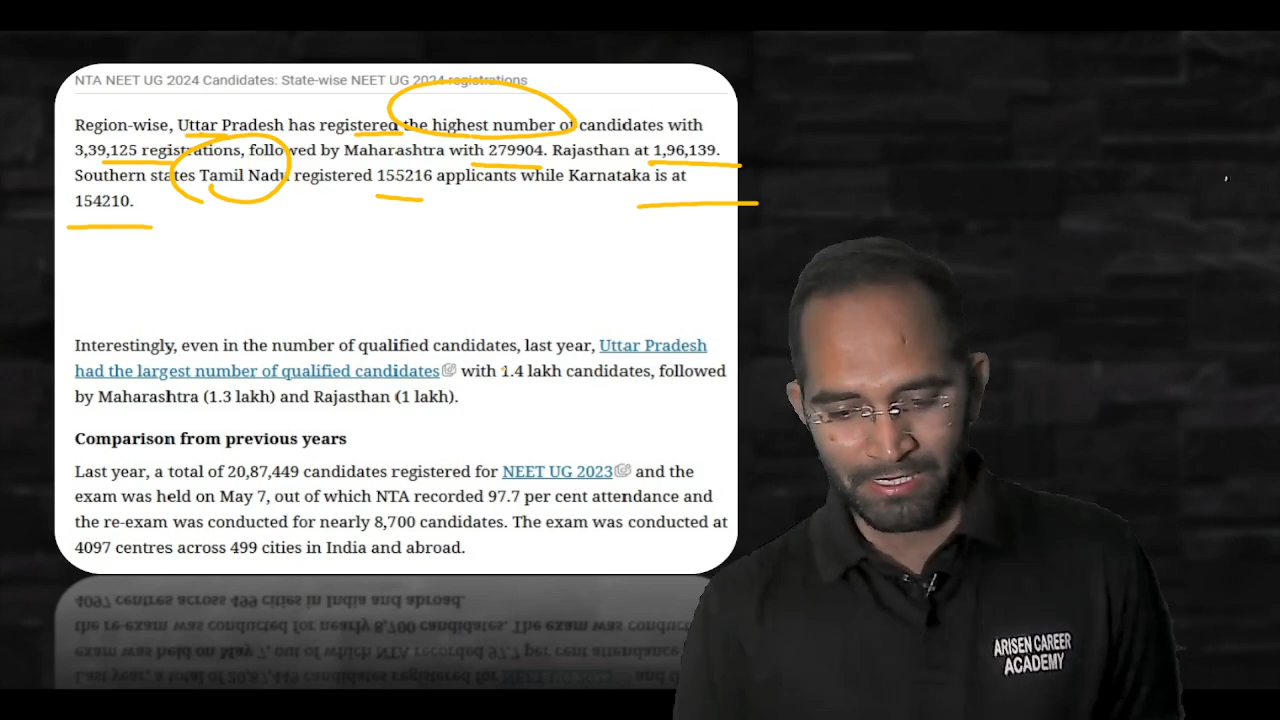 NTA NEET UG 2024 Candidates: State-wise NEET UG 2024 registrations
Region-wise, Uttar Pradesh has registered the highest number of candidates with
3,39,125 registrations, followed by Maharashtra with 279904. Rajasthan at 1,96,139.
Southern states Tamil Nadu registered 155216 applicants while Karnataka is at
154210.
Interestingly, even in the number of qualified candidates, last year, Uttar Pradesh
had the largest number of qualified candidates with 1.4 lakh candidates, followed
by Maharashtra (1.3 lakh) and Rajasthan (1 lakh).
Comparison from previous years
Last year, a total of 20,87,449 candidates registered for NEET UG 2023 and the
exam was held on May 7, out of which NTA recorded 97.7 per cent attendance and
the re-exam was conducted for nearly 8,700 candidates. The exam was conducted at
4097 centres across 499 cities in India and abroad.
ARISEN CAREER
ACADEMY